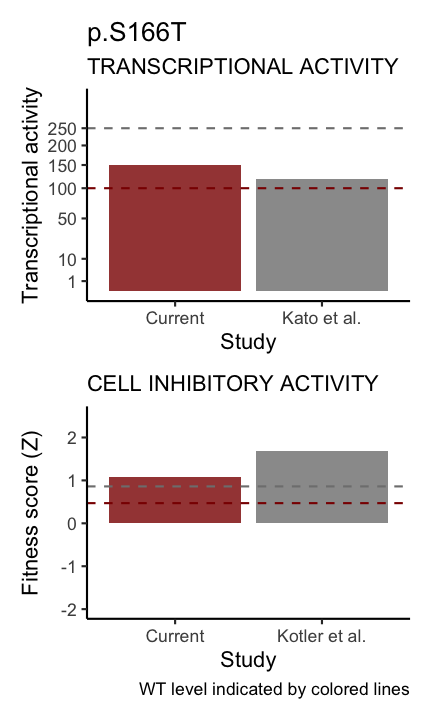 p.S166T
TRANSCRIPTIONAL ACTIVITY
Transcriptional activity
250
200
150
100
50
10
1
Current
Kato et al.
Study
CELL INHIBITORY ACTIVITY
Fitness score (Z)
2
1
0
-1
-2
Current
Kotler et al.
Study
WT level indicated by colored lines